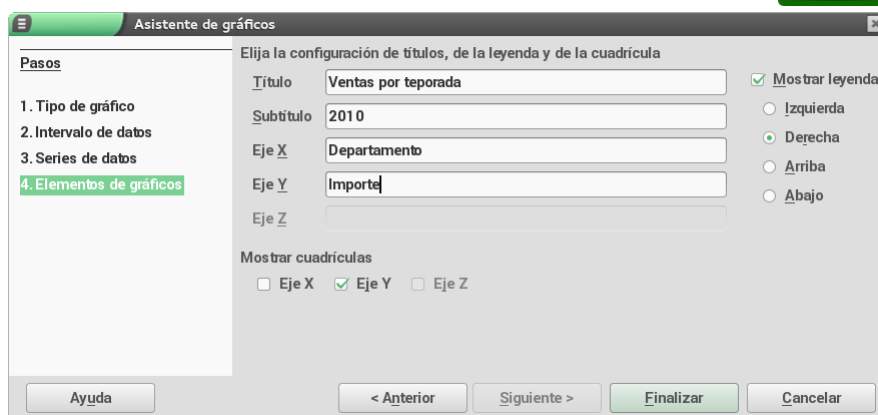 Asistente de gráficos
Pasos
1. Tipo de gráfico
2. Intervalo de datos
3. Series de datos
4. Elementos de gráficos
Elija la configuración de títulos, de la leyenda y de la cuadrícula
Título Ventas por teporada
Subtítulo 2010
Eje X Departamento
Eje Y Importe
Eje Z
Mostrar leyenda
Izquierda
Derecha
Arriba
Abajo
Mostrar cuadrículas
Eje X Eje Y Eje Z
Ayuda < Anterior Siguiente > Finalizar Cancelar